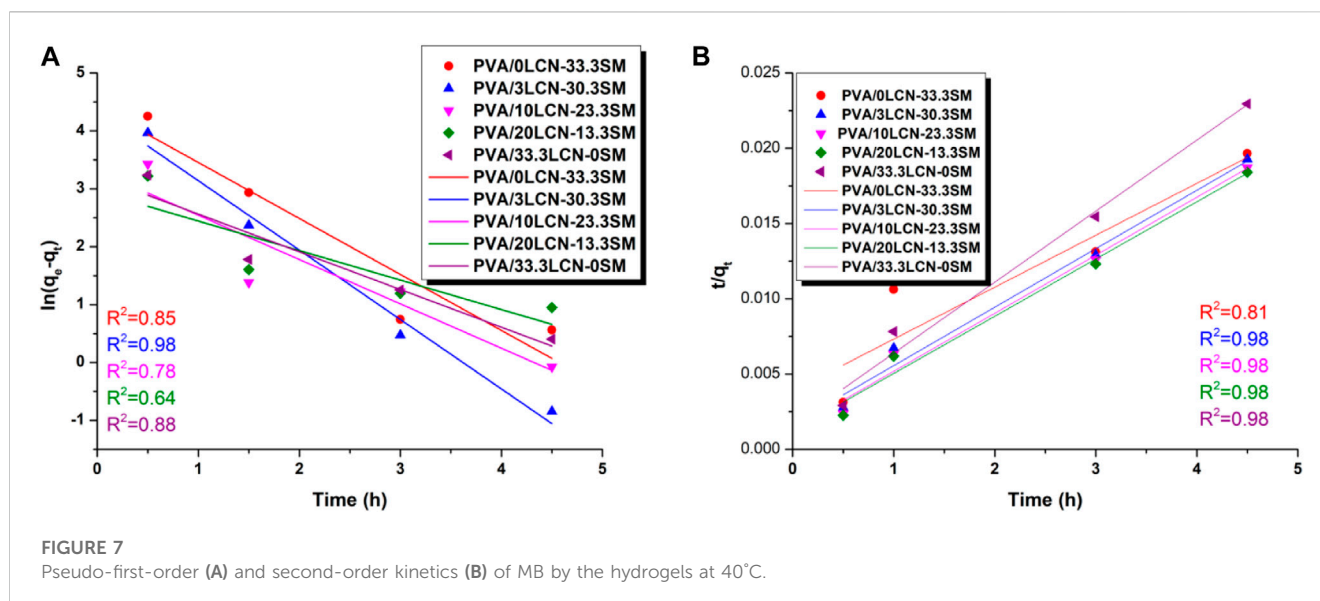 A
5
4
3
2
1
0
-1
ln(qe-qt)
PVA/0LCN-33.3SM
PVA/3LCN-30.3SM
PVA/10LCN-23.3SM
PVA/20LCN-13.3SM
PVA/33.3LCN-0SM
PVA/0LCN-33.3SM
PVA/3LCN-30.3SM
PVA/10LCN-23.3SM
PVA/20LCN-13.3SM
PVA/33.3LCN-0SM
R²=0.85
R²=0.98
R²=0.78
R²=0.64
R²=0.88
0 1 2 3 4 5
Time (h)
B
0.025
0.020
0.015
0.010
0.005
0.000
t/qt
PVA/0LCN-33.3SM
PVA/3LCN-30.3SM
PVA/10LCN-23.3SM
PVA/20LCN-13.3SM
PVA/33.3LCN-0SM
PVA/0LCN-33.3SM
PVA/3LCN-30.3SM
PVA/10LCN-23.3SM
PVA/20LCN-13.3SM
PVA/33.3LCN-0SM
R²=0.81
R²=0.98
R²=0.98
R²=0.98
R²=0.98
0 1 2 3 4 5
Time (h)
FIGURE 7
Pseudo-first-order (A) and second-order kinetics (B) of MB by the hydrogels at 40°C.